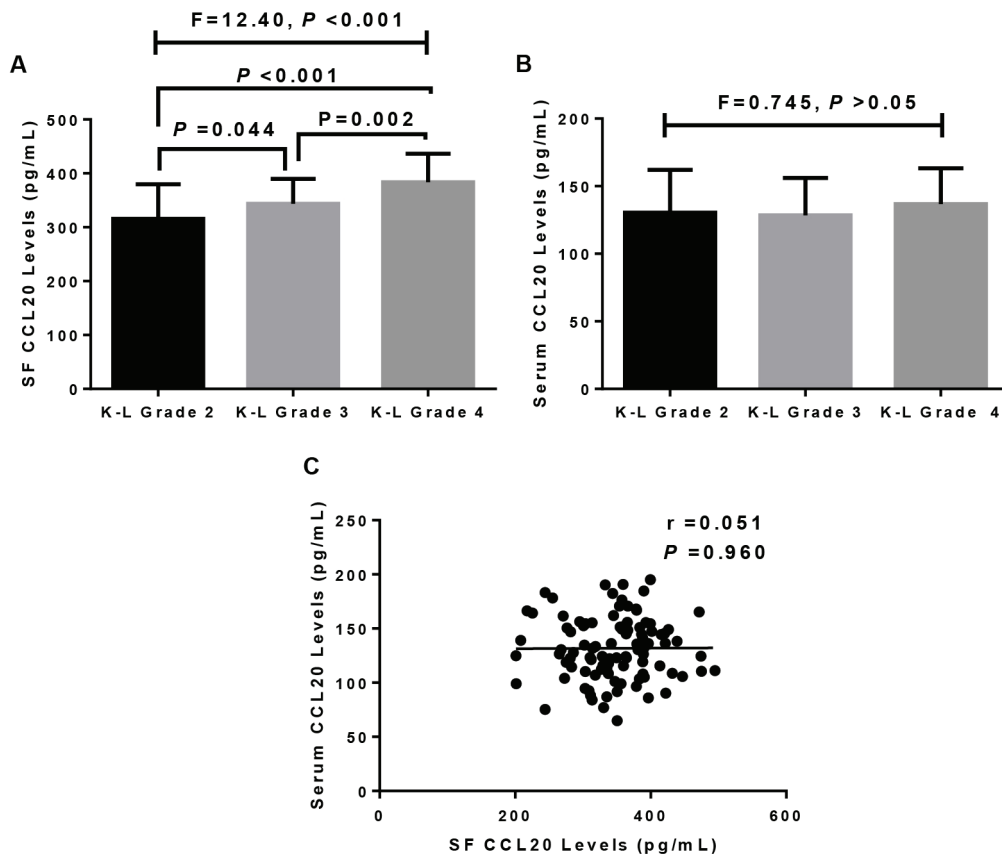 F=12.40, P <0.001
A
P <0.001
P =0.044
P=0.002
SF CCL20 Levels (pg/mL)
500
400
300
200
100
0
K-L Grade 2
K-L Grade 3
K-L Grade 4
B
F=0.745, P >0.05
Serum CCL20 Levels (pg/mL)
200
150
100
50
0
K-L Grade 2
K-L Grade 3
K-L Grade 4
C
r =0.051
P =0.960
Serum CCL20 Levels (pg/mL)
250
200
150
100
50
0
0
200
400
600
SF CCL20 Levels (pg/mL)